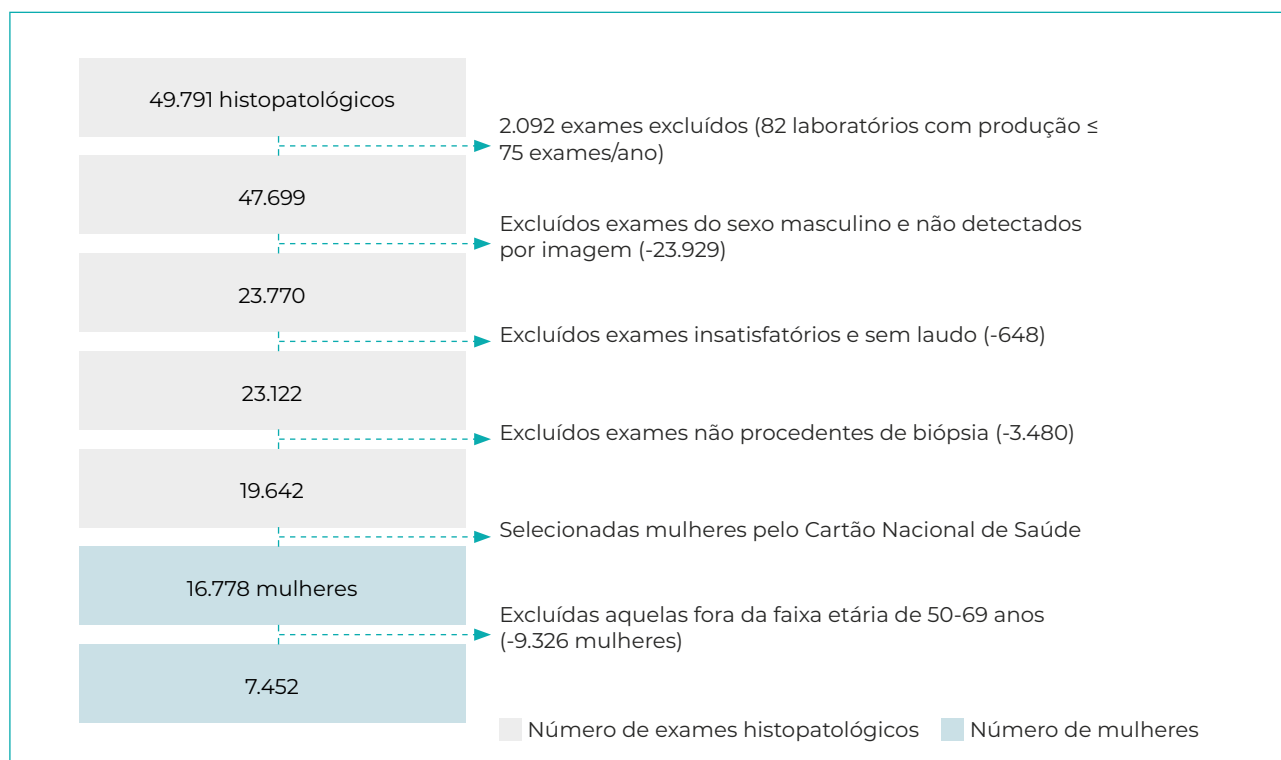 49.791 histopatológicos
2.092 exames excluídos (82 laboratórios com produção ≤
75 exames/ano)
47.699
Excluídos exames do sexo masculino e não detectados
por imagem (-23.929)
23.770
Excluídos exames insatisfatórios e sem laudo (-648)
23.122
Excluídos exames não procedentes de biópsia (-3.480)
19.642
Selecionadas mulheres pelo Cartão Nacional de Saúde
16.778 mulheres
Excluídas aquelas fora da faixa etária de 50-69 anos
(-9.326 mulheres)
7.452
Número de exames histopatológicos
Número de mulheres